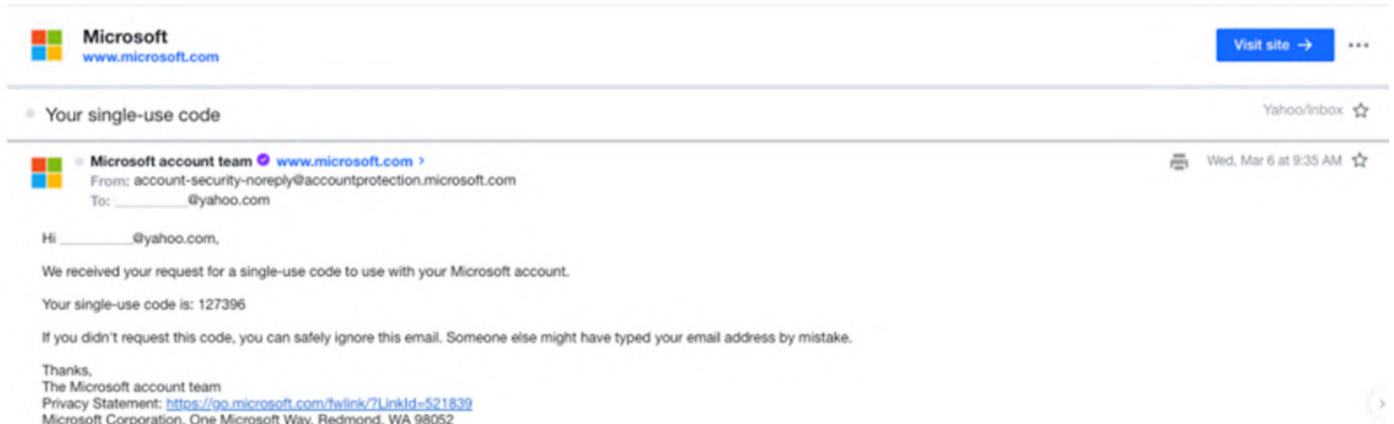 Microsoft
www.microsoft.com
Visit site →
Your single-use code
Yahoo/Inbox
Microsoft account team www.microsoft.com >
Wed, Mar 6 at 9:35 AM
From: account-security-noreply@accountprotection.microsoft.com
To: _________@yahoo.com
Hi _________@yahoo.com,
We received your request for a single-use code to use with your Microsoft account.
Your single-use code is: 127396
If you didn't request this code, you can safely ignore this email. Someone else might have typed your email address by mistake.
Thanks,
The Microsoft account team
Privacy Statement: https://go.microsoft.com/fwlink/?LinkId=521839
Microsoft Corporation, One Microsoft Way, Redmond, WA 98052